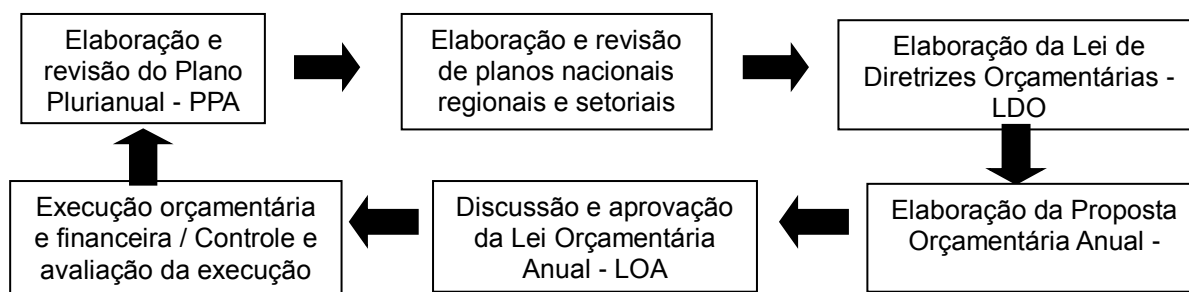 Elaboração e
revisão do Plano
Plurianual - PPA
Elaboração e revisão
de planos nacionais
regionais e setoriais
Elaboração da Lei de
Diretrizes Orçamentárias -
LDO
Elaboração da Proposta
Orçamentária Anual -
Discussão e aprovação
da Lei Orçamentária
Anual - LOA
Execução orçamentária
e financeira / Controle e
avaliação da execução